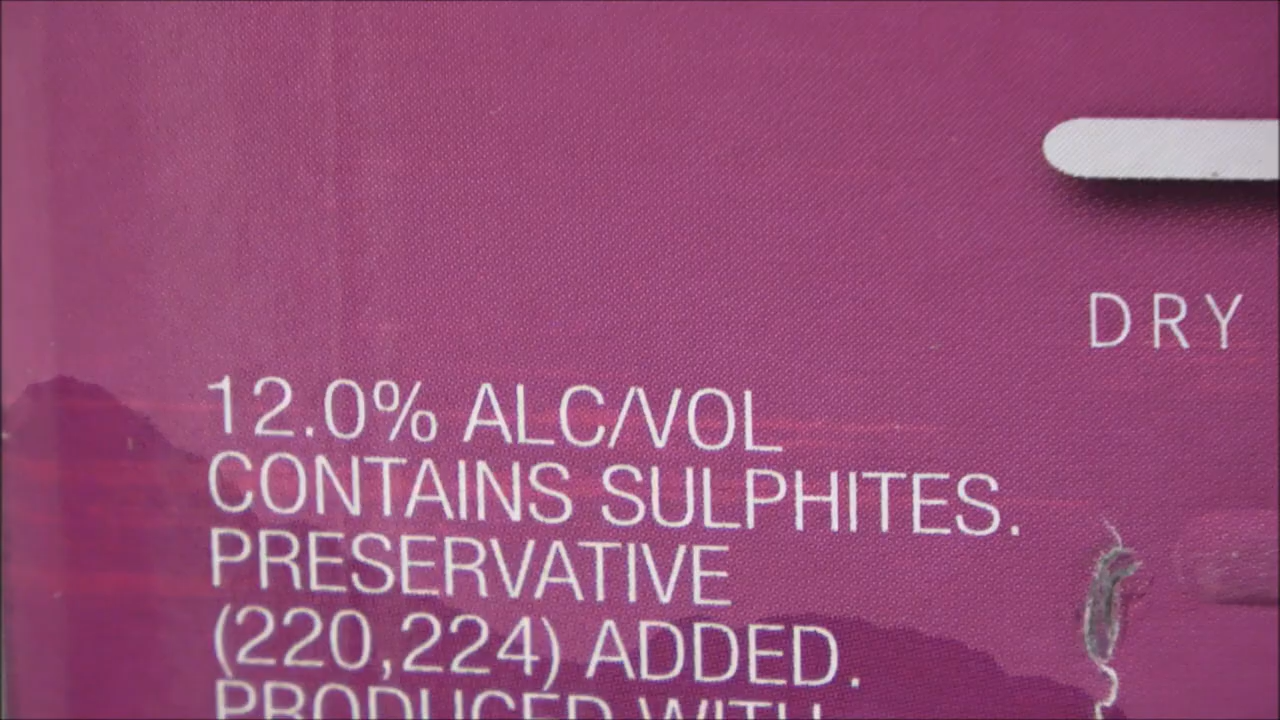 DRY
12.0% ALC/VOL
CONTAINS SULPHITES.
PRESERVATIVE
(220,224) ADDED.
PRODUCED WITH